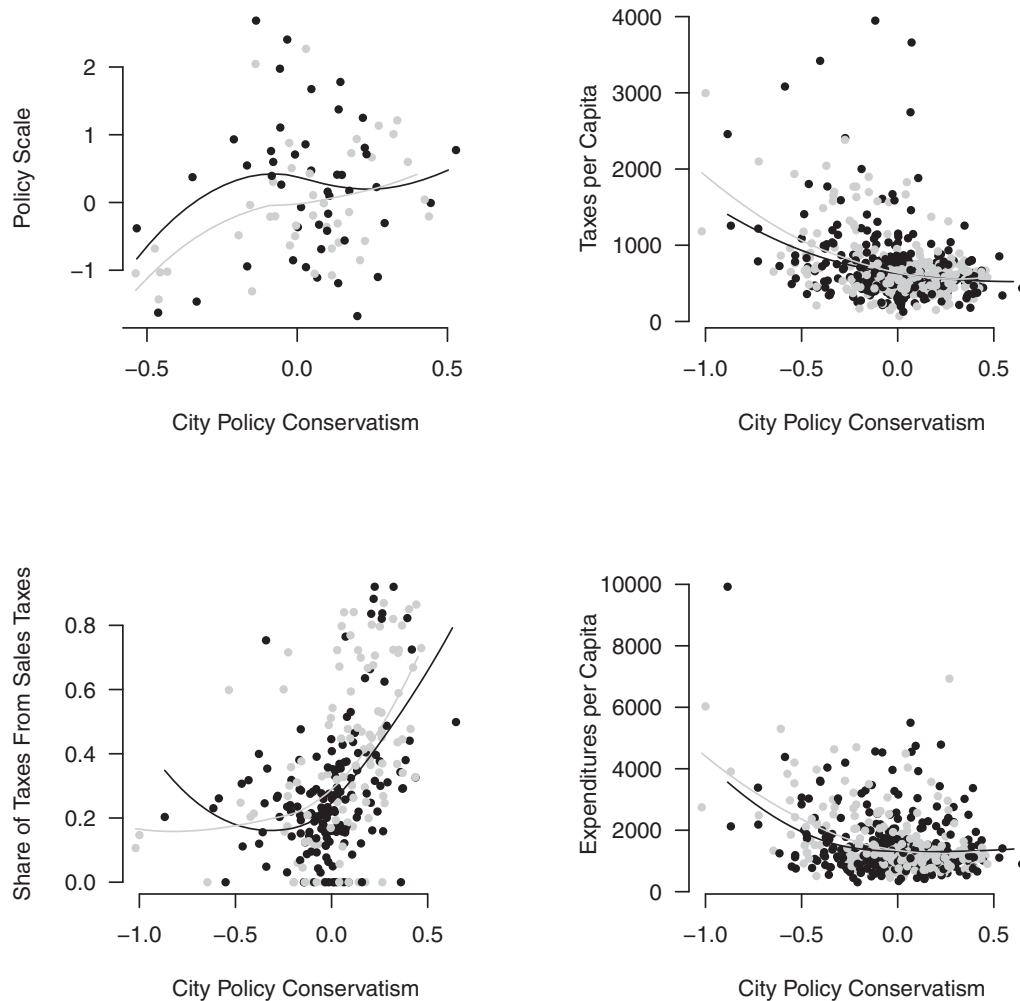 Policy Scale
2
1
0
−1
−0.5 0.0 0.5
City Policy Conservatism
Taxes per Capita
4000
3000
2000
1000
0
−1.0 −0.5 0.0 0.5
City Policy Conservatism
Share of Taxes From Sales Taxes
0.8
0.6
0.4
0.2
0.0
−1.0 −0.5 0.0 0.5
City Policy Conservatism
Expenditures per Capita
10000
8000
6000
4000
2000
0
−1.0 −0.5 0.0 0.5
City Policy Conservatism